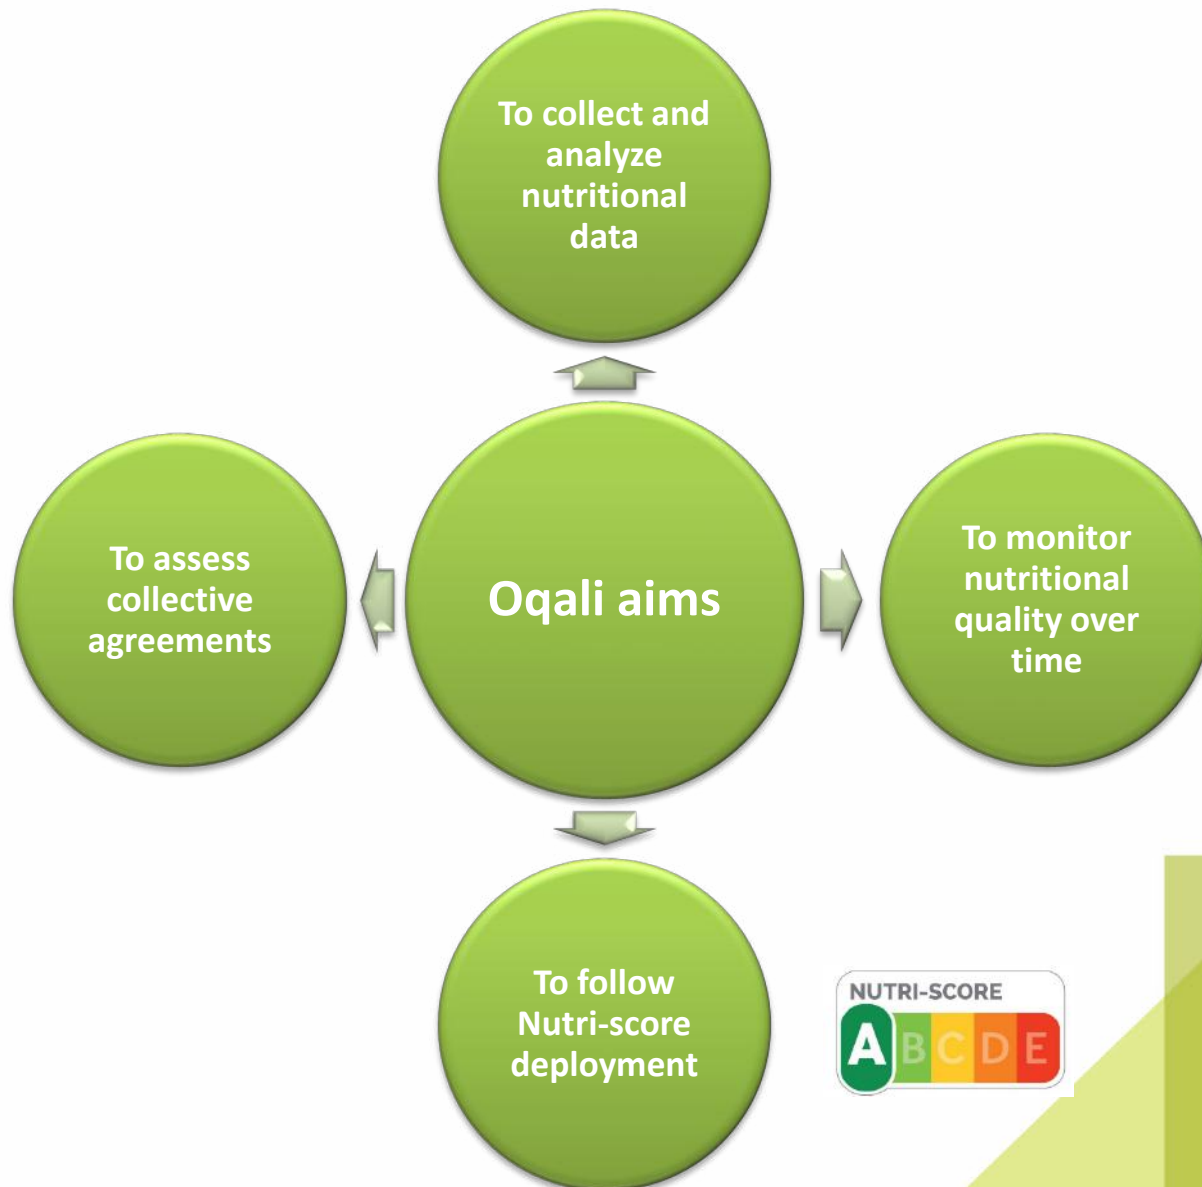 To collect and
analyze
nutritional
data
To assess
collective
agreements
Oqali aims
To monitor
nutritional
quality over
time
To follow
Nutri-score
deployment
NUTRI-SCORE
A B C D E